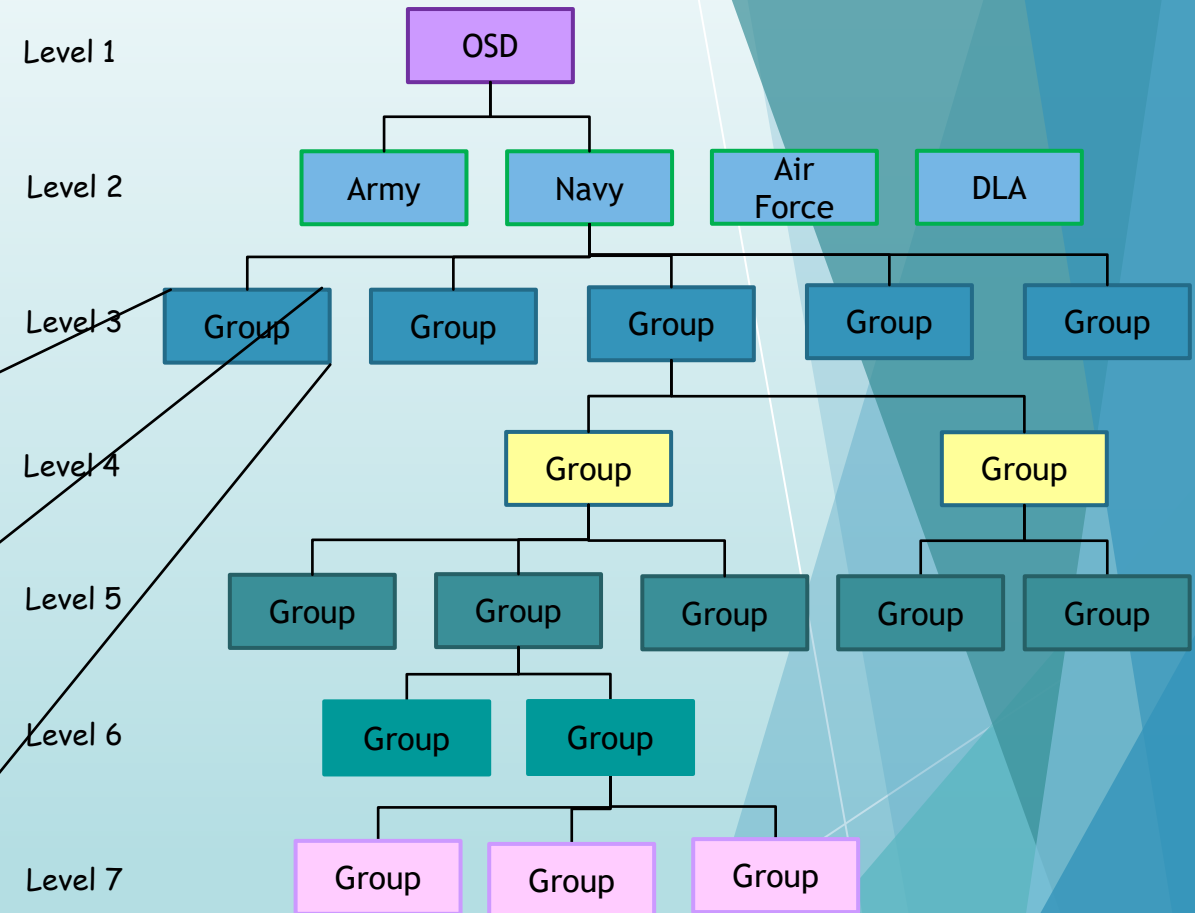 Level 1
OSD
Level 2
Army
Navy
Air
Force
DLA
Level 3
Group
Group
Group
Group
Group
Level 4
Group
Group
Level 5
Group
Group
Group
Group
Group
Level 6
Group
Group
Level 7
Group
Group
Group